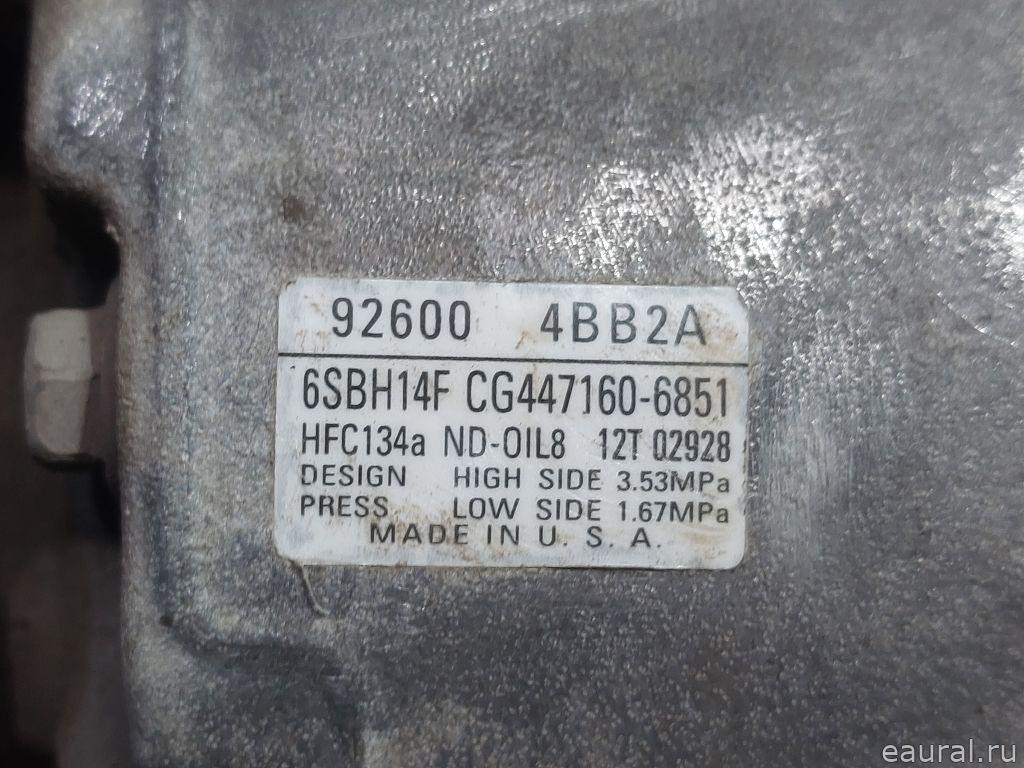 92600 4BB2A
6SBH14F CG447160-6851
HFC134a ND-OIL8 12T 02928
DESIGN HIGH SIDE 3.53MPa
PRESS LOW SIDE 1.67MPa
MADE IN U. S. A.
eaural.ru